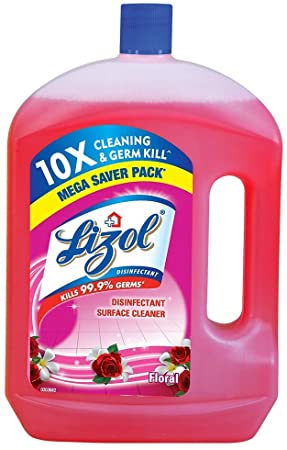 10X CLEANING
& GERM KILL^
MEGA SAVER PACK*
Lizol
DISINFECTANT
KILLS 99.9% GERMS*
DISINFECTANT
SURFACE CLEANER
Floral